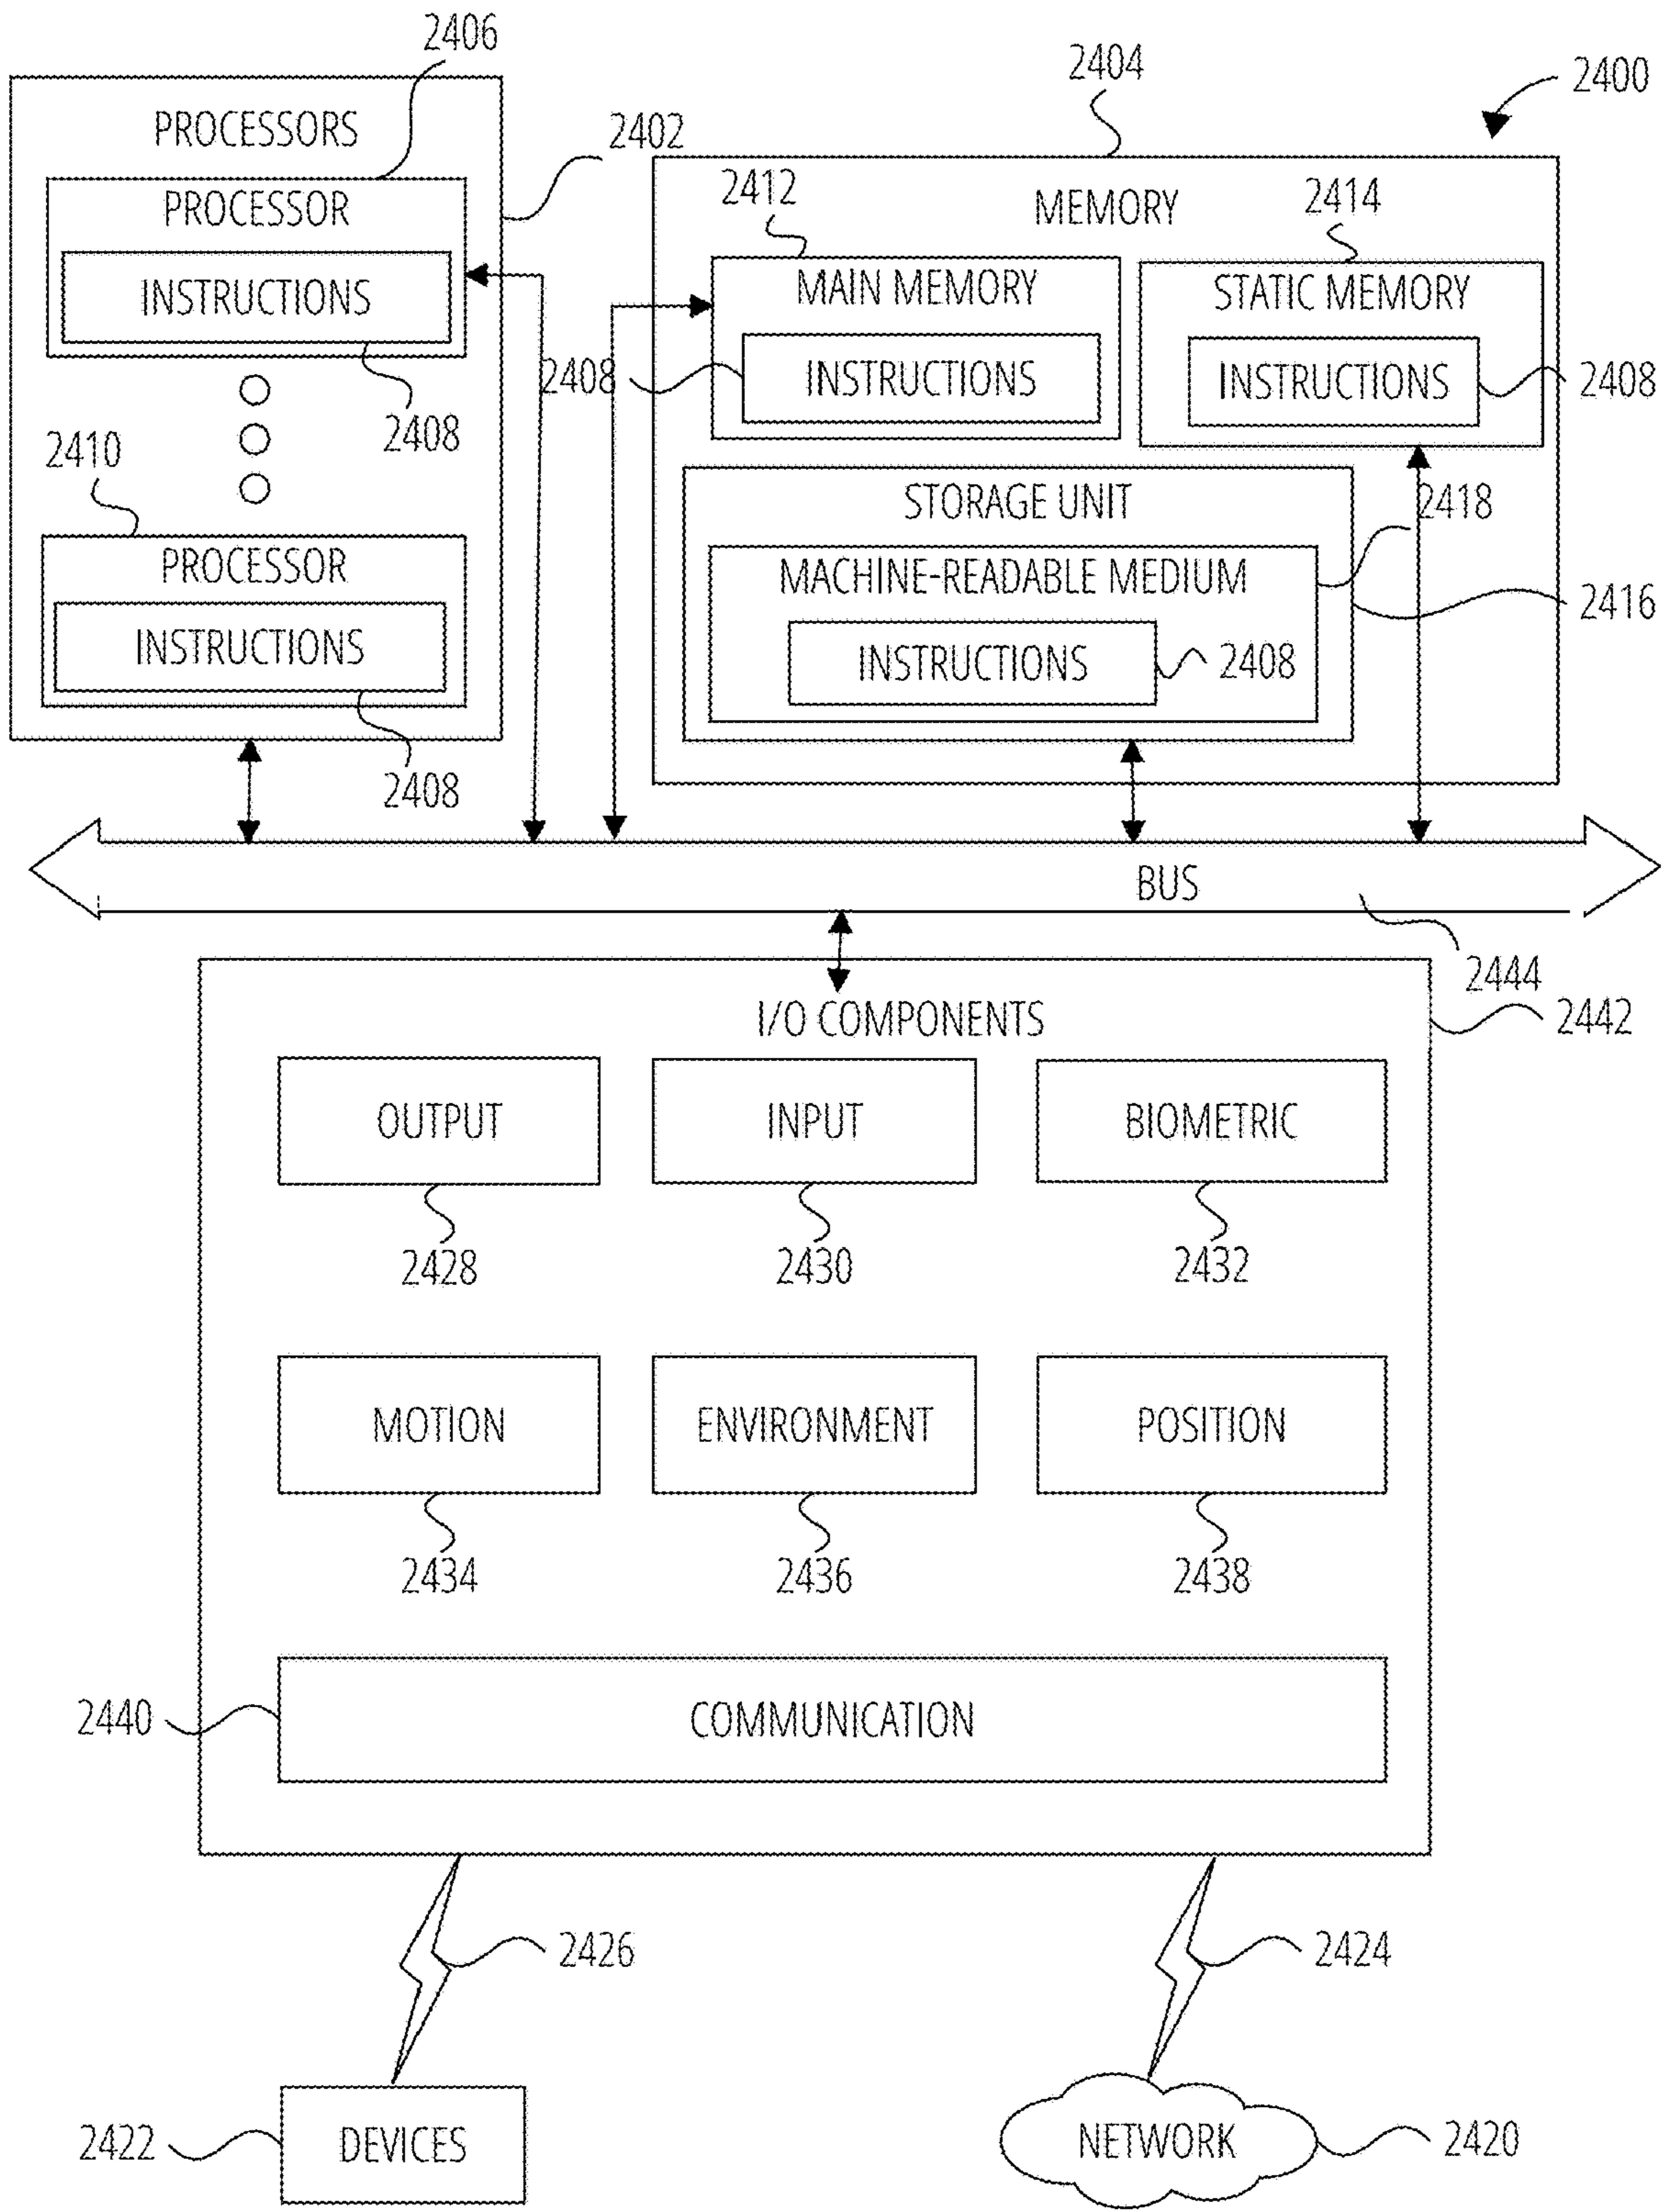 2406
2404
2400
PROCESSORS
2402
2412
MEMORY
2414
PROCESSOR
INSTRUCTIONS
MAIN MEMORY
STATIC MEMORY
2408
INSTRUCTIONS
INSTRUCTIONS
2408
2408
2410
STORAGE UNIT
2418
PROCESSOR
MACHINE-READABLE MEDIUM
2416
INSTRUCTIONS
INSTRUCTIONS
2408
2408
BUS
2444
I/O COMPONENTS
2442
OUTPUT
INPUT
BIOMETRIC
2428
2430
2432
MOTION
ENVIRONMENT
POSITION
2434
2436
2438
2440
COMMUNICATION
2426
2424
2422
DEVICES
NETWORK
2420